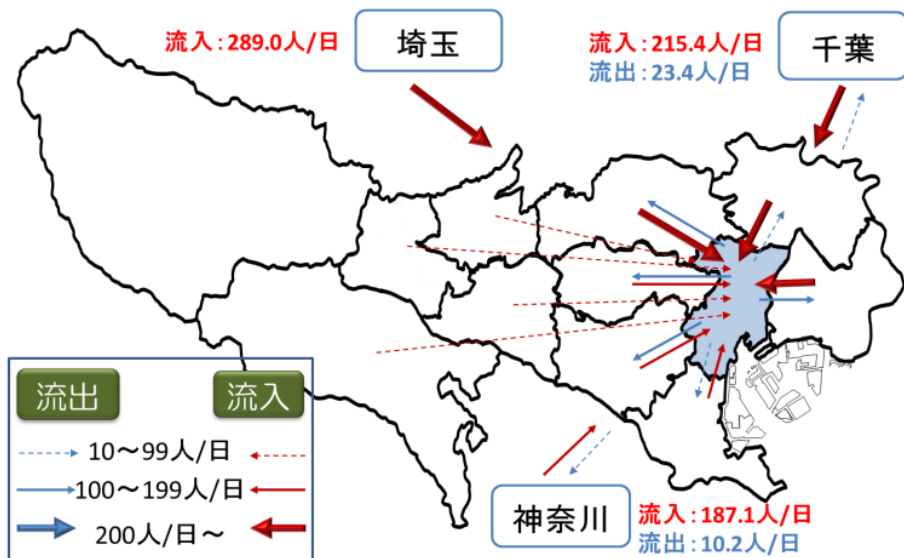 流入：289.0人/日
埼玉
流入：215.4人/日
流出：23.4人/日
千葉
流出
流入
10～99人/日
100～199人/日
200人/日～
神奈川
流入：187.1人/日
流出：10.2人/日